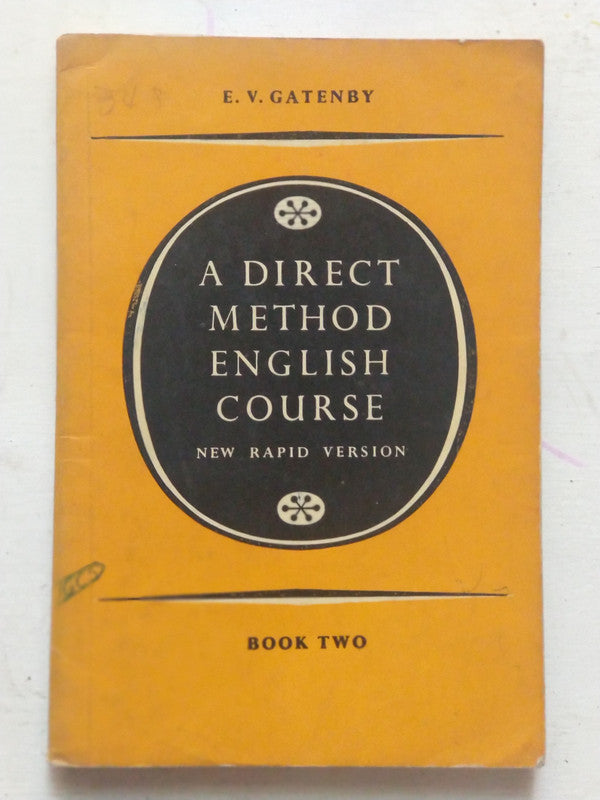 E. V. GATENBY
A DIRECT
METHOD
ENGLISH
COURSE
NEW RAPID VERSION
BOOK TWO